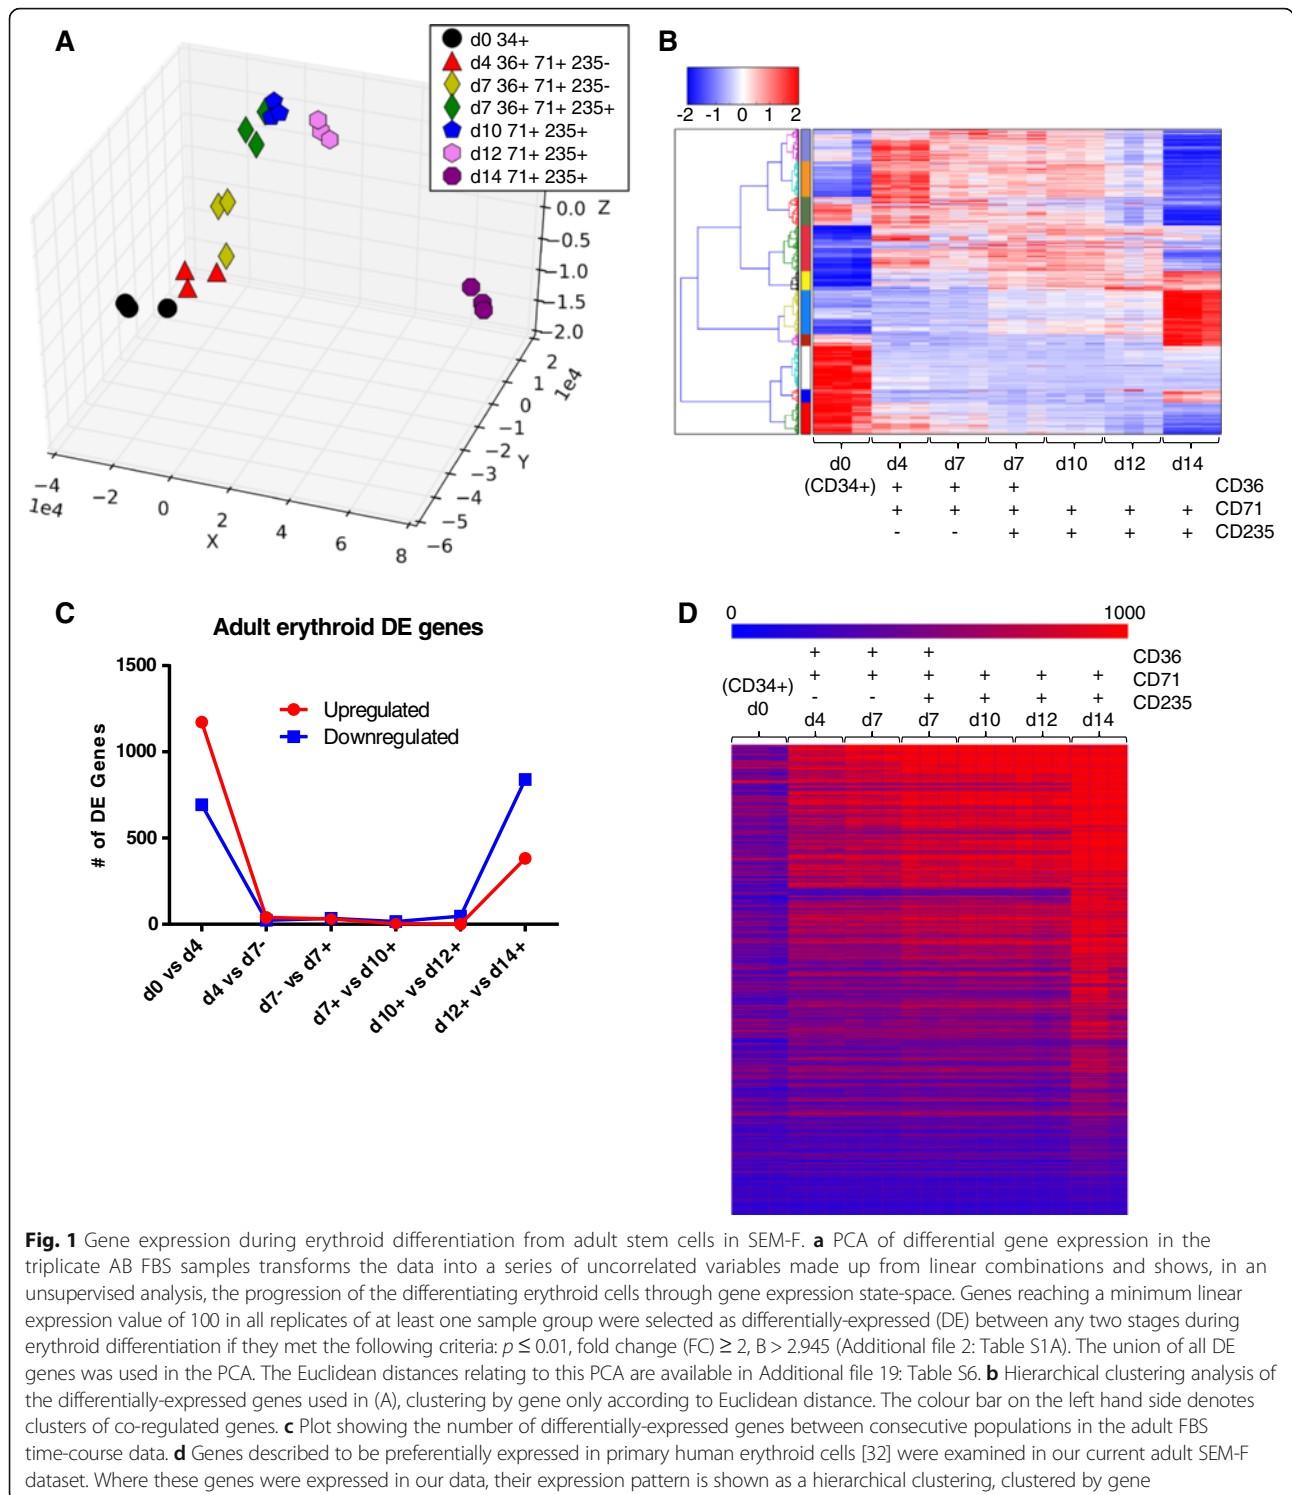 A
d0 34+
d4 36+ 71+ 235-
d7 36+ 71+ 235-
d7 36+ 71+ 235+
d10 71+ 235+
d12 71+ 235+
d14 71+ 235+
0.0 Z
−0.5
−1.0
−1.5
−2.0
2
1
0
−1
−2
−3
−4
−5
−6
1e4
Y
−4
−2
0
2
4
6
8
1e4
X
B
-2 -1 0 1 2
d0 d4 d7 d7 d10 d12 d14
(CD34+) + + + CD36
+ + + + + + CD71
- - + + + + CD235
C
Adult erythroid DE genes
# of DE Genes
1500
1000
500
0
Upregulated
Downregulated
d0 vs d4
d4 vs d7-
d7- vs d7+
d7+ vs d10+
d10+ vs d12+
d12+ vs d14+
D
0 1000
+ + + CD36
+ + + + + + CD71
(CD34+) - - + + + + CD235
d0 d4 d7 d7 d10 d12 d14
Fig. 1 Gene expression during erythroid differentiation from adult stem cells in SEM-F. a PCA of differential gene expression in the
triplicate AB FBS samples transforms the data into a series of uncorrelated variables made up from linear combinations and shows, in an
unsupervised analysis, the progression of the differentiating erythroid cells through gene expression state-space. Genes reaching a minimum linear
expression value of 100 in all replicates of at least one sample group were selected as differentially-expressed (DE) between any two stages during
erythroid differentiation if they met the following criteria: p ≤ 0.01, fold change (FC) ≥ 2, B > 2.945 (Additional file 2: Table S1A). The union of all DE
genes was used in the PCA. The Euclidean distances relating to this PCA are available in Additional file 19: Table S6. b Hierarchical clustering analysis of
the differentially-expressed genes used in (A), clustering by gene only according to Euclidean distance. The colour bar on the left hand side denotes
clusters of co-regulated genes. c Plot showing the number of differentially-expressed genes between consecutive populations in the adult FBS
time-course data. d Genes described to be preferentially expressed in primary human erythroid cells [32] were examined in our current adult SEM-F
dataset. Where these genes were expressed in our data, their expression pattern is shown as a hierarchical clustering, clustered by gene